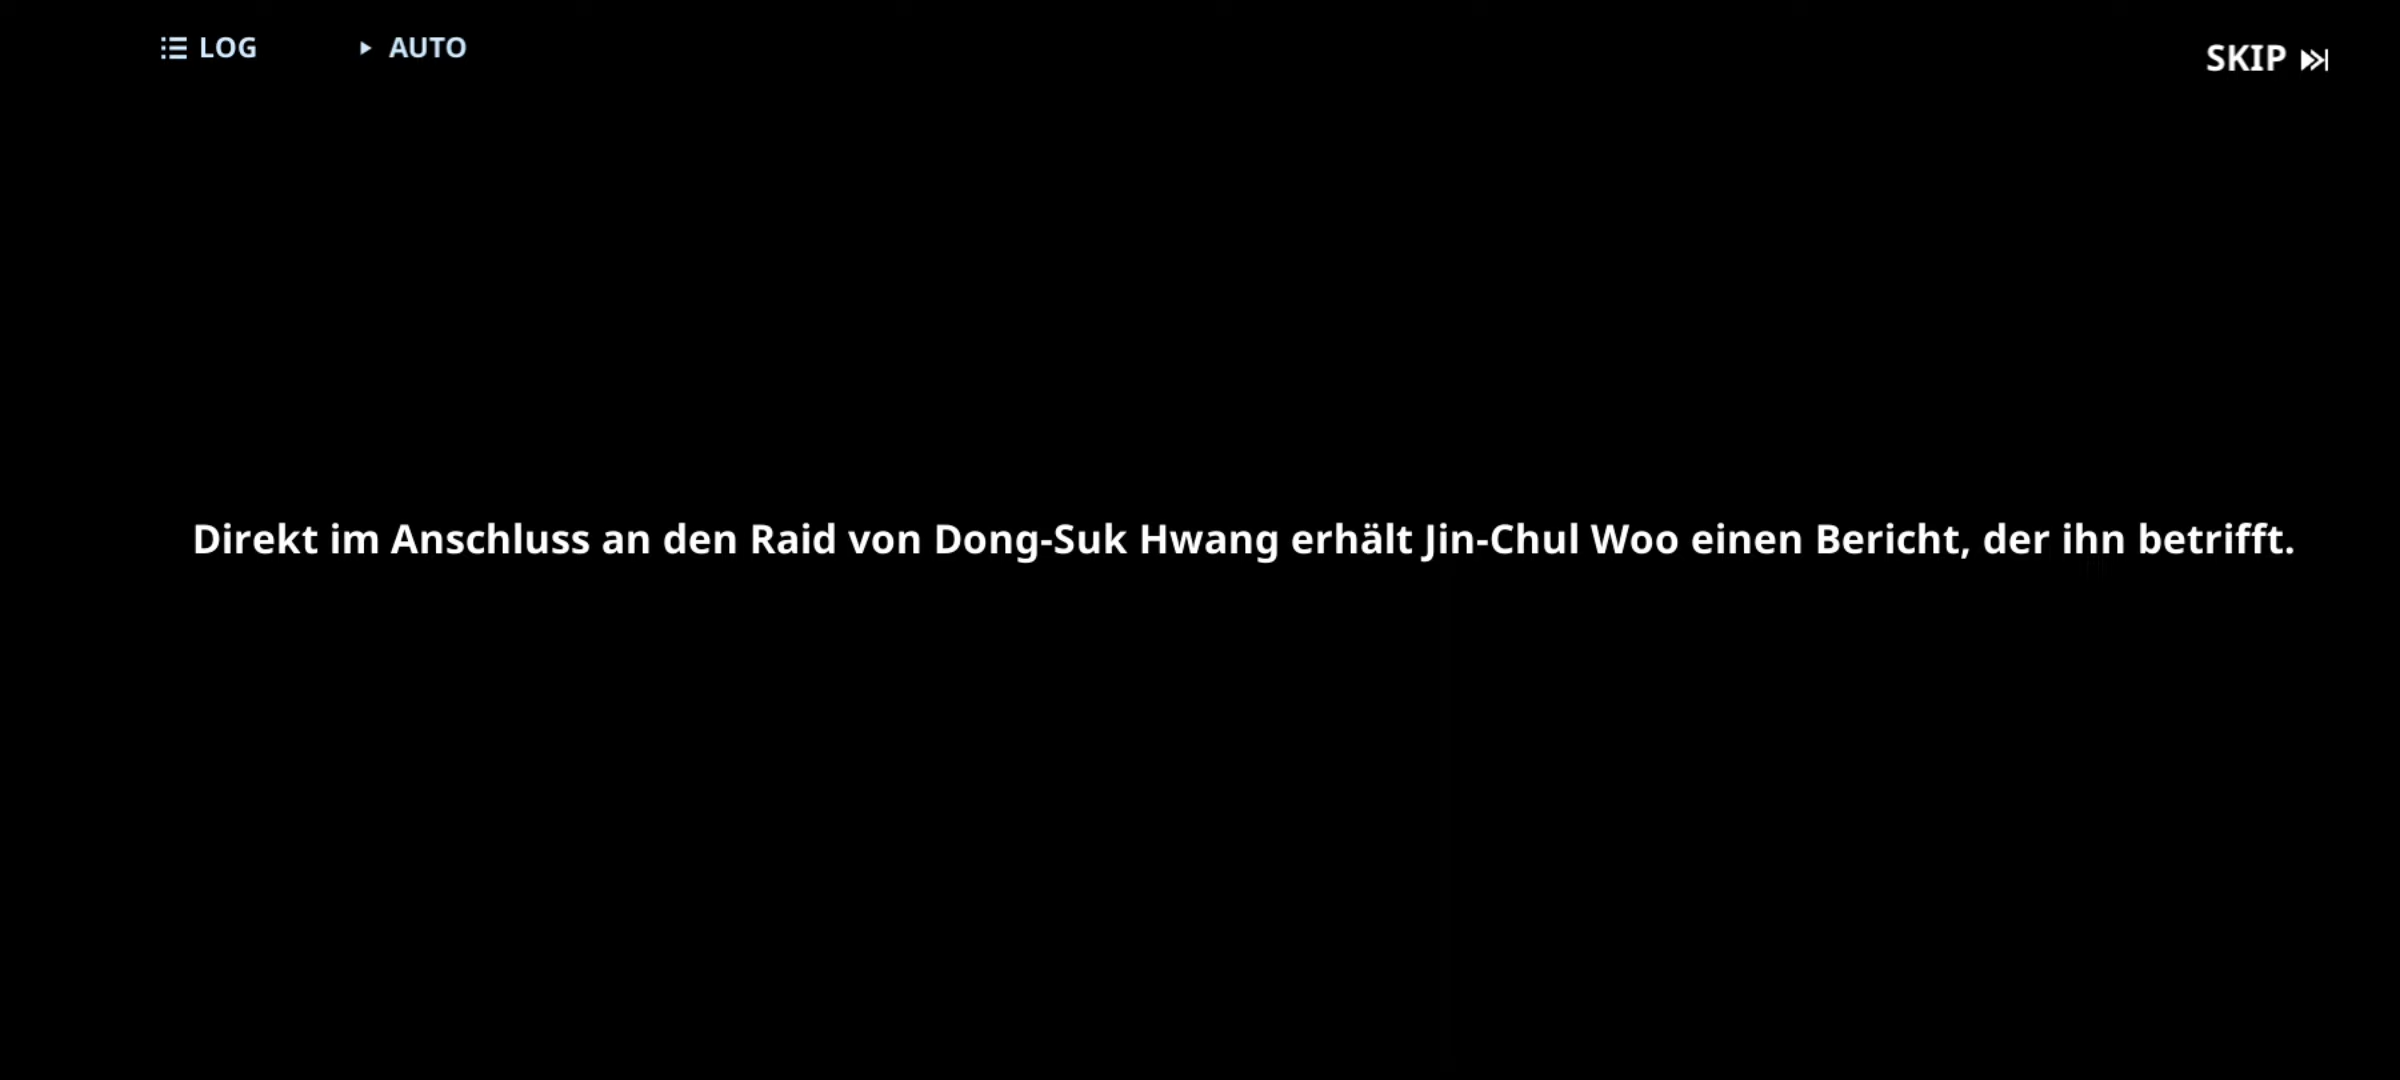 LOG
AUTO
SKIP
Direkt im Anschluss an den Raid von Dong-Suk Hwang erhält Jin-Chul Woo einen Bericht, der ihn betrifft.